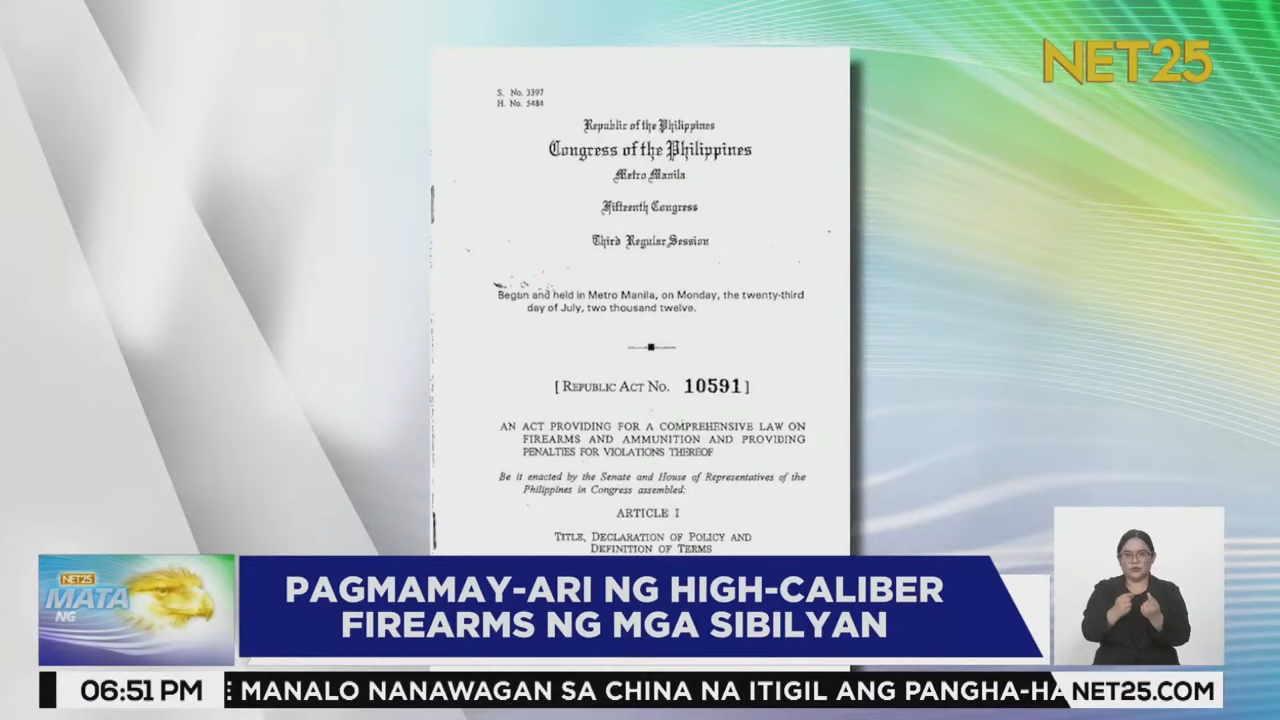 NET25
S. No. 3397
H. No. 5484
Republic of the Philippines
Congress of the Philippines
Metro Manila
Fifteenth Congress
Third Regular Session
Begun and held in Metro Manila, on Monday, the twenty-third
day of July, two thousand twelve.
[ REPUBLIC ACT NO. 10591 ]
AN ACT PROVIDING FOR A COMPREHENSIVE LAW ON
FIREARMS AND AMMUNITION AND PROVIDING
PENALTIES FOR VIOLATIONS THEREOF
Be it enacted by the Senate and House of Representatives of the
Philippines in Congress assembled:
ARTICLE I
TITLE, DECLARATION OF POLICY AND
DEFINITION OF TERMS
NET25
MATA
NG
PAGMAMAY-ARI NG HIGH-CALIBER
FIREARMS NG MGA SIBILYAN
06:51 PM
E MANALO NANAWAGAN SA CHINA NA ITIGIL ANG PANGHA-HA
NET25.COM